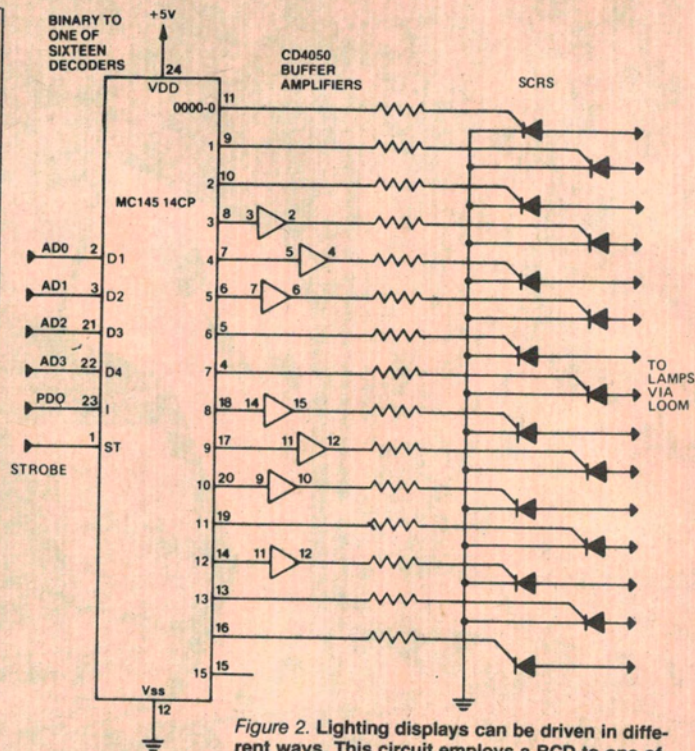 BINARY TO
ONE OF
SIXTEEN
DECODERS
+5V
24
VDD
CD4050
BUFFER
AMPLIFIERS
SCRS
0000-0 11
1 9
2 10
MC145 14CP
3 8 3 2
4 7 5 4
5 6 7 6
6 5
7 4
8 18 14 15
9 17 11 12
10 20 9 10
11 19
12 14 11 12
13 13
16
15 15
AD0 2 D1
AD1 3 D2
AD2 21 D3
AD3 22 D4
PDO 23 I
1 ST
STROBE
TO
LAMPS
VIA
LOOM
Vss
12
Figure 2. Lighting displays can be driven in diffe-
rent ways. This circuit employs a BCD to one of